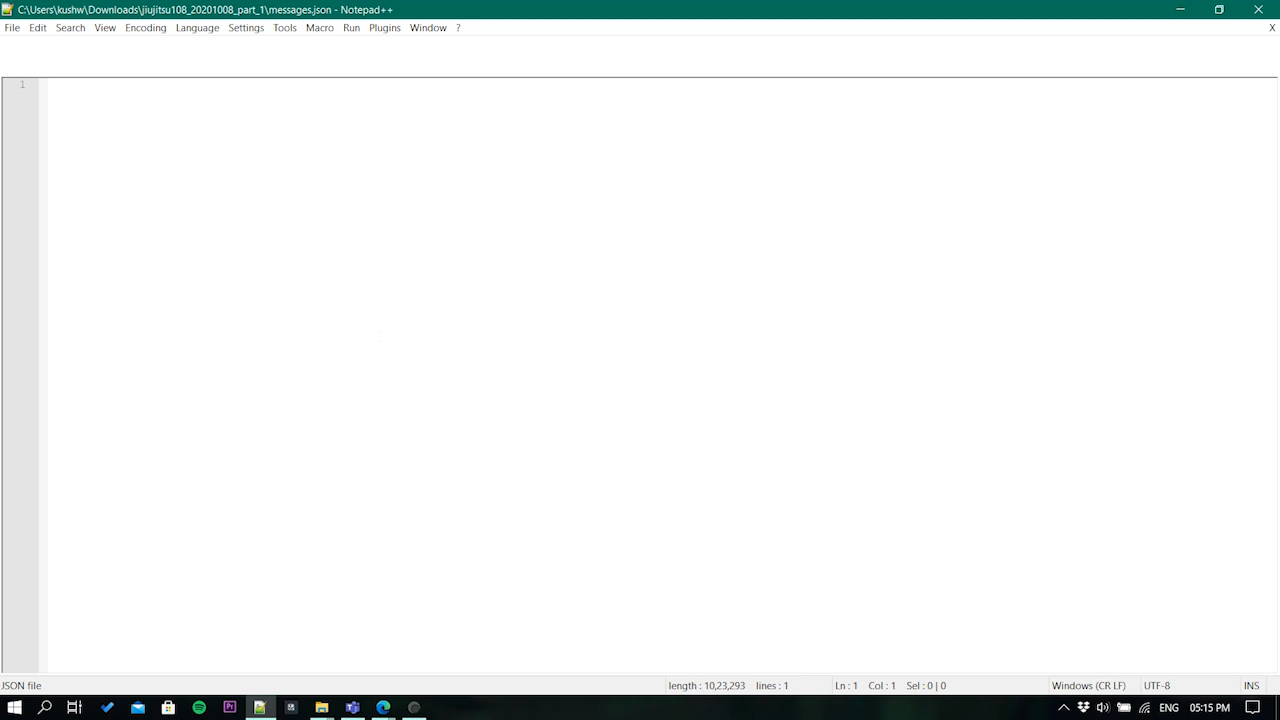 C:\Users\kushw\Downloads\jiujitsu108_20201008_part_1\messages.json - Notepad++
File Edit Search View Encoding Language Settings Tools Macro Run Plugins Window ? X
1
JSON file length : 10,23,293 lines : 1 Ln : 1 Col : 1 Sel : 0 | 0 Windows (CR LF) UTF-8 INS
Pr ENG 05:15 PM